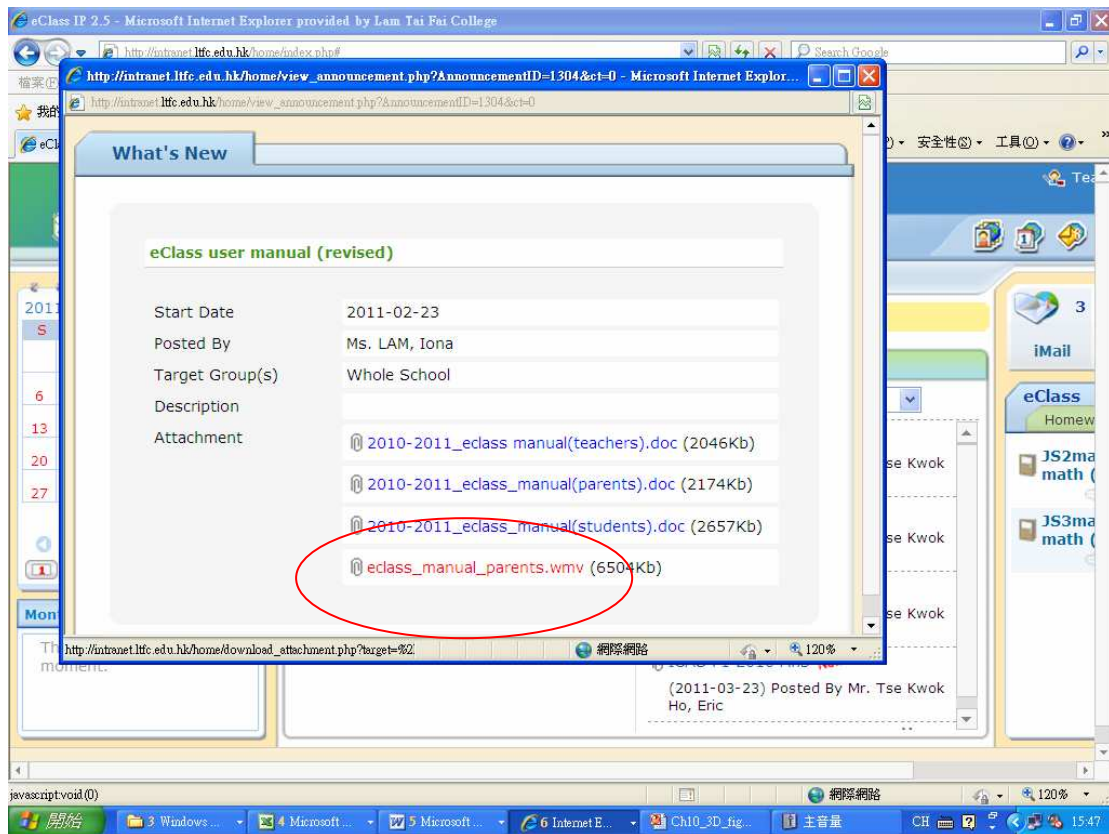 eClass IP 2.5 - Microsoft Internet Explorer provided by Lam Tai Fai College
http://intranet.ltfc.edu.hk/home/index.php#
Search Google
http://intranet.ltfc.edu.hk/home/view_announcement.php?AnnouncementID=1304&ct=0 - Microsoft Internet Explor...
http://intranet.ltfc.edu.hk/home/view_announcement.php?AnnouncementID=1304&ct=0
安全性(S)
工具(O)
What's New
eClass user manual (revised)
Start Date 2011-02-23
Posted By Ms. LAM, Iona
Target Group(s) Whole School
Description
Attachment
2010-2011_eclass manual(teachers).doc (2046Kb)
2010-2011_eclass_manual(parents).doc (2174Kb)
2010-2011_eclass_manual(students).doc (2657Kb)
eclass_manual_parents.wmv (6504Kb)
http://intranet.ltfc.edu.hk/home/download_attachment.php?target=%2
網際網路
120%
2011
S
6
13
20
27
1
Mon
moment.
3
iMail
eClass
Homew
JS2ma
math (
JS3ma
math (
se Kwok
se Kwok
se Kwok
(2011-03-23) Posted By Mr. Tse Kwok
Ho, Eric
javascript:void(0)
網際網路
120%
開始
3 Windows ...
4 Microsoft ...
5 Microsoft ...
6 Internet E...
Ch10_3D_fig...
主音量
CH
15:47